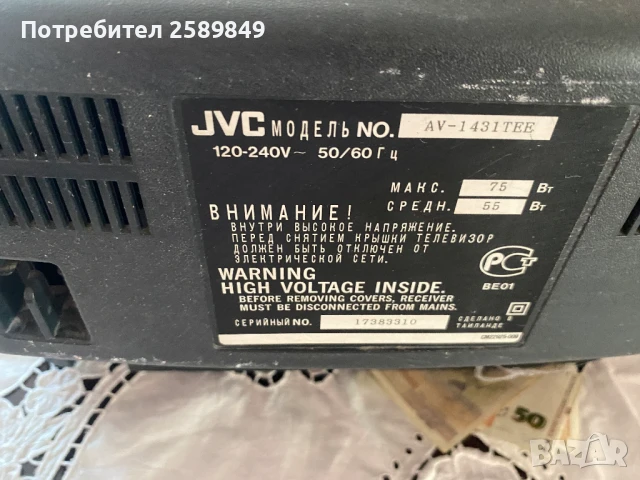 Потребител 2589849
JVC МОДЕЛЬ NO. AV-1431TEE
120-240V~ 50/60 Гц
МАКС. 75 Вт
СРЕДН. 55 Вт
ВНИМАНИЕ!
ВНУТРИ ВЫСОКОЕ НАПРЯЖЕНИЕ.
ПЕРЕД СНЯТИЕМ КРЫШКИ ТЕЛЕВИЗОР
ДОЛЖЕН БЫТЬ ОТКЛЮЧЕН ОТ
ЭЛЕКТРИЧЕСКОЙ СЕТИ.
WARNING
HIGH VOLTAGE INSIDE.
BEFORE REMOVING COVERS, RECEIVER
MUST BE DISCONNECTED FROM MAINS.
РСТ
BE01
СЕРИЙНЫЙ NO. 17383310
СДЕЛАНО В
ТАИЛАНДЕ
50
BAZAR